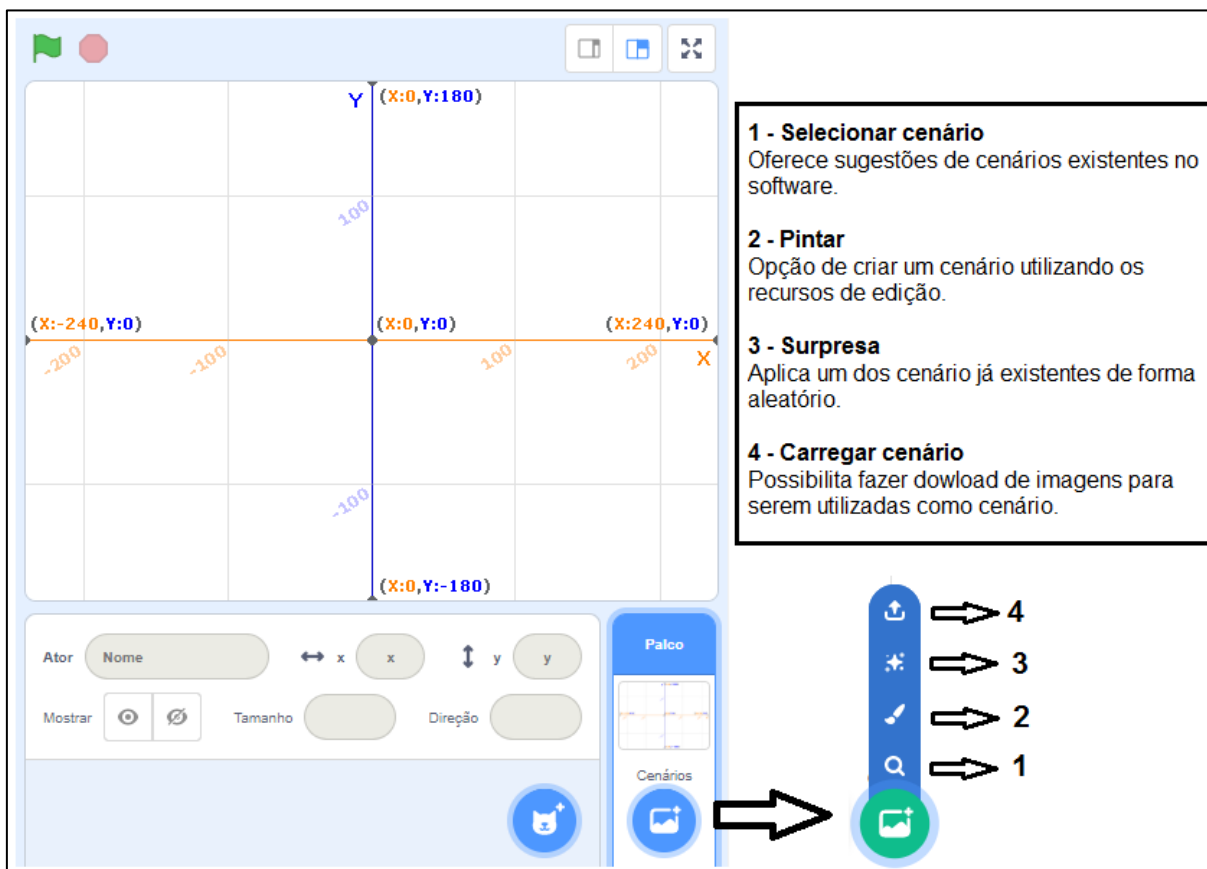 Y
(X:0,Y:180)
100
(X:-240,Y:0)
(X:0,Y:0)
(X:240,Y:0)
-200
-100
100
200
X
-100
(X:0,Y:-180)
1 - Selecionar cenário
Oferece sugestões de cenários existentes no
software.
2 - Pintar
Opção de criar um cenário utilizando os
recursos de edição.
3 - Surpresa
Aplica um dos cenário já existentes de forma
aleatório.
4 - Carregar cenário
Possibilita fazer dowload de imagens para
serem utilizadas como cenário.
Ator
Nome
x
x
y
y
Mostrar
Tamanho
Direção
Palco
Cenários
4
3
2
1